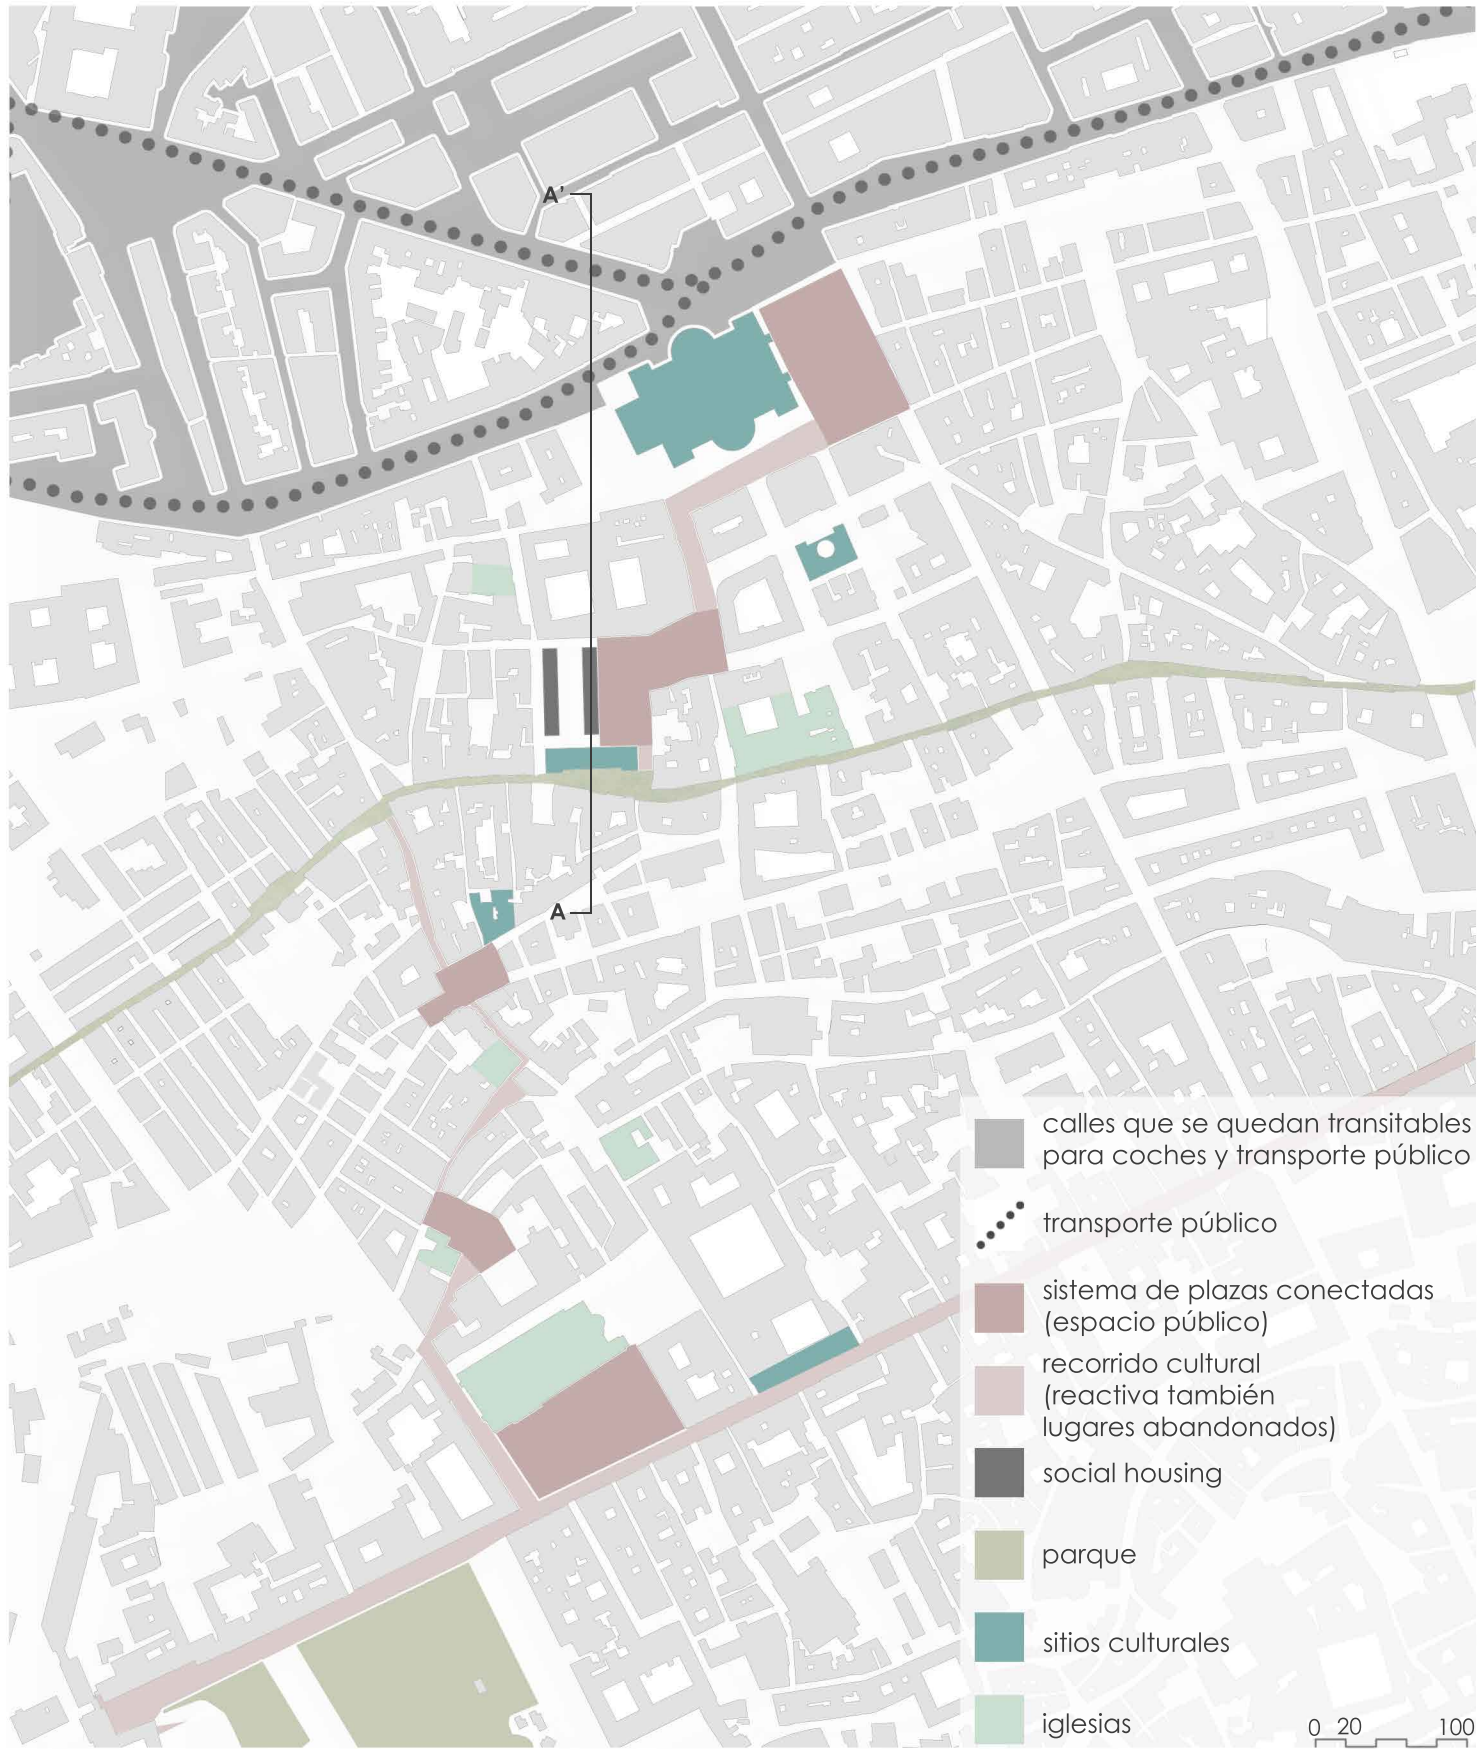 A'
A
calles que se quedan transitables
para coches y transporte público
transporte público
sistema de plazas conectadas
(espacio público)
recorrido cultural
(reactiva también
lugares abandonados)
social housing
parque
sitios culturales
iglesias
0 20 100